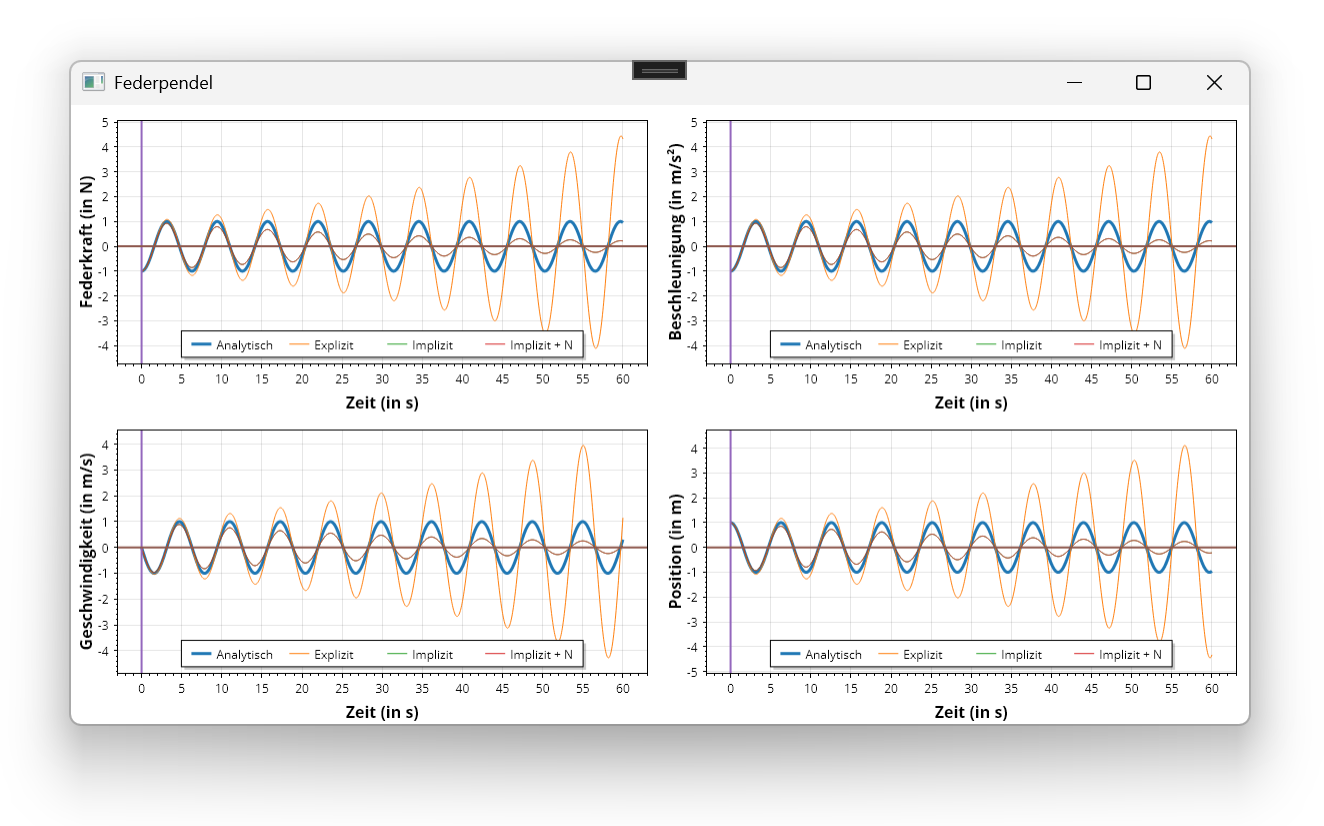 Federpendel
Federkraft (in N)
5
4
3
2
1
0
-1
-2
-3
-4
Analytisch Explizit Implizit Implizit + N
0 5 10 15 20 25 30 35 40 45 50 55 60
Zeit (in s)
Beschleunigung (in m/s²)
5
4
3
2
1
0
-1
-2
-3
-4
Analytisch Explizit Implizit Implizit + N
0 5 10 15 20 25 30 35 40 45 50 55 60
Zeit (in s)
Geschwindigkeit (in m/s)
4
3
2
1
0
-1
-2
-3
-4
Analytisch Explizit Implizit Implizit + N
0 5 10 15 20 25 30 35 40 45 50 55 60
Zeit (in s)
Position (in m)
4
3
2
1
0
-1
-2
-3
-4
-5
Analytisch Explizit Implizit Implizit + N
0 5 10 15 20 25 30 35 40 45 50 55 60
Zeit (in s)